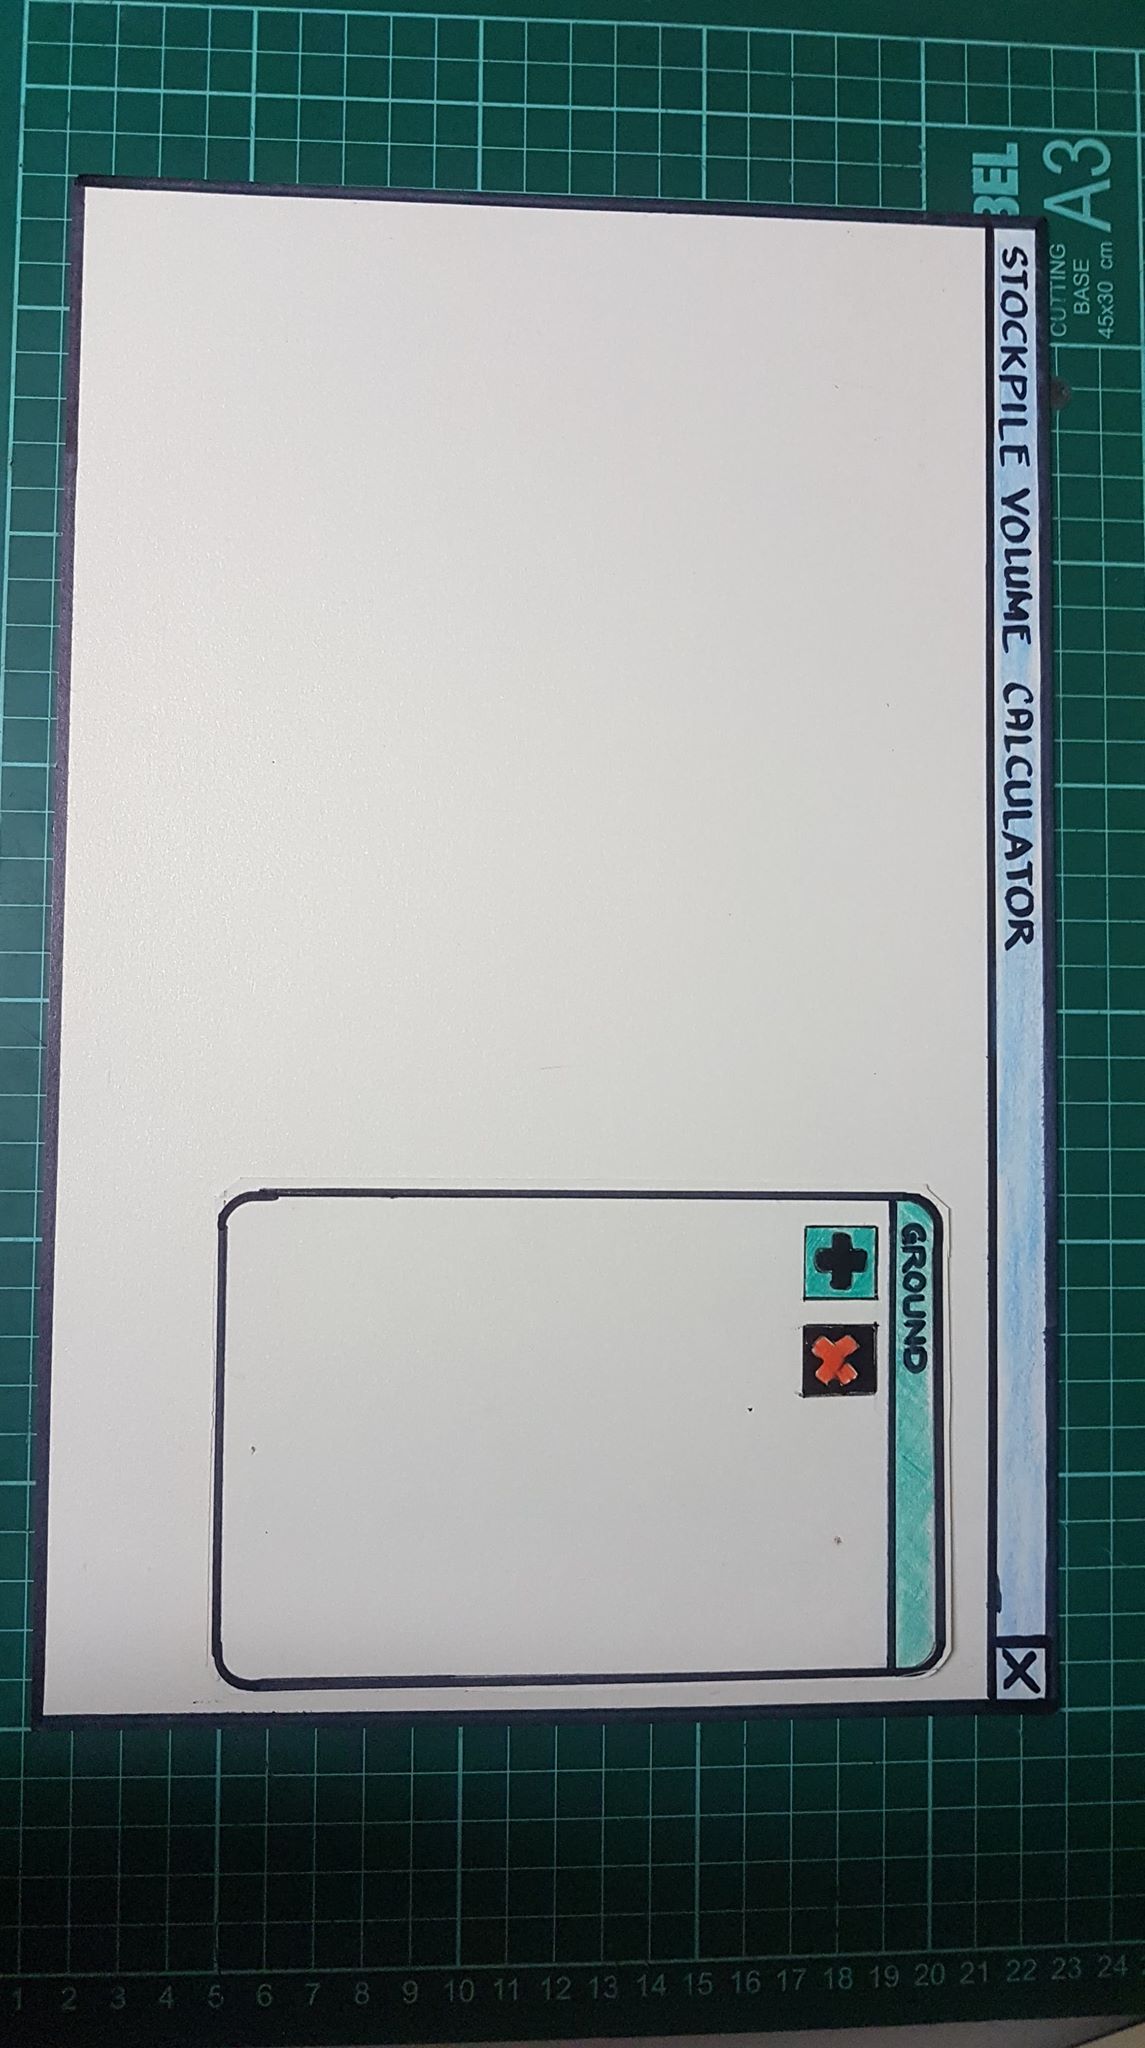 STOCKPILE VOLUME CALCULATOR X
GROUND
A3
CUTTING
BASE
45x30 cm
1 2 3 4 5 6 7 8 9 10 11 12 13 14 15 16 17 18 19 20 21 22 23 24